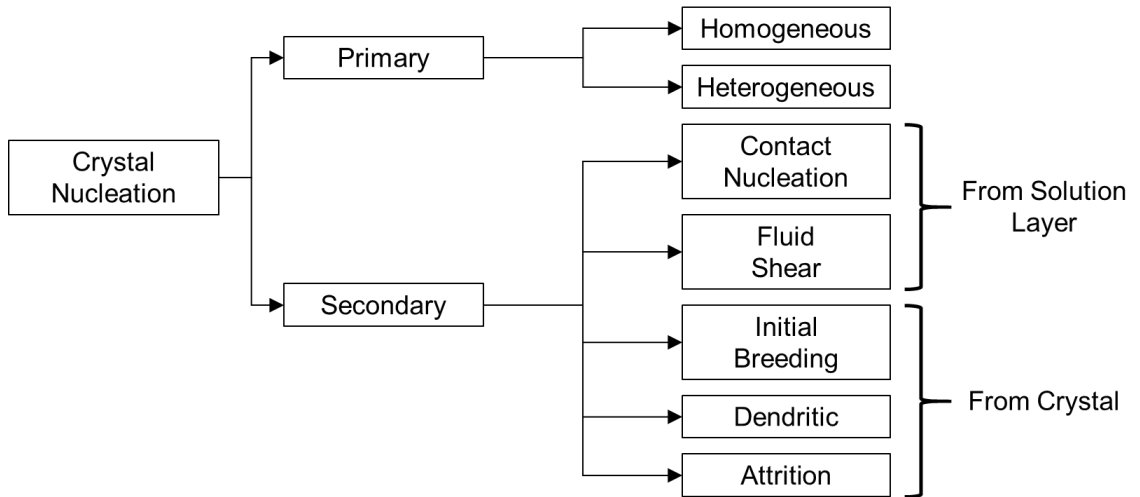 Crystal
Nucleation
Primary
Secondary
Homogeneous
Heterogeneous
Contact
Nucleation
Fluid
Shear
Initial
Breeding
Dendritic
Attrition
From Solution
Layer
From Crystal